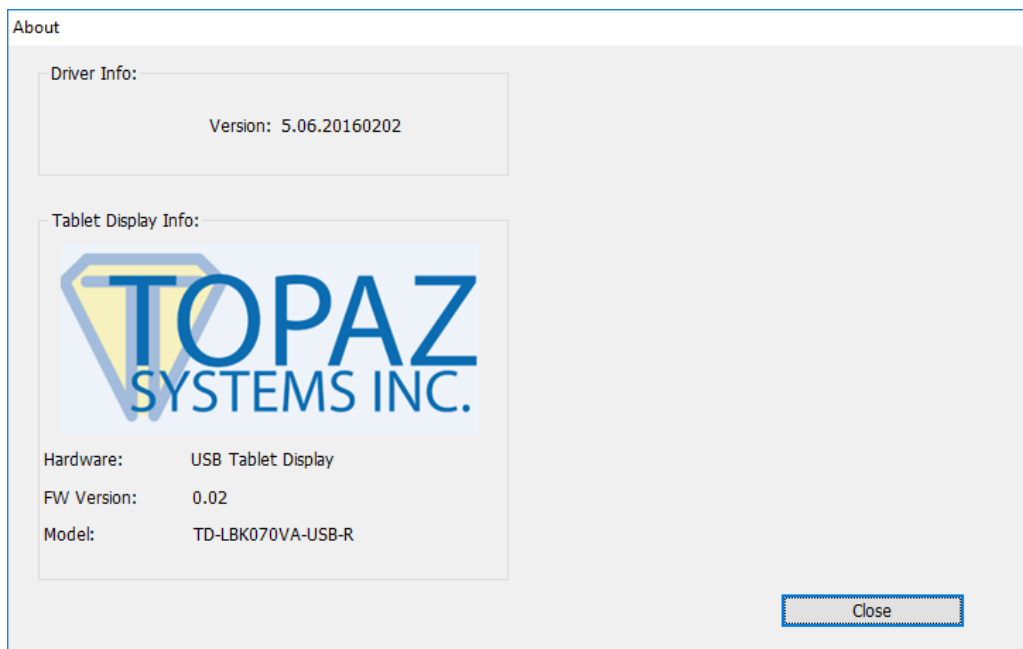 About
Driver Info:
Version: 5.06.20160202
Tablet Display Info:
TOPAZ
SYSTEMS INC.
Hardware: USB Tablet Display
FW Version: 0.02
Model: TD-LBK070VA-USB-R
Close